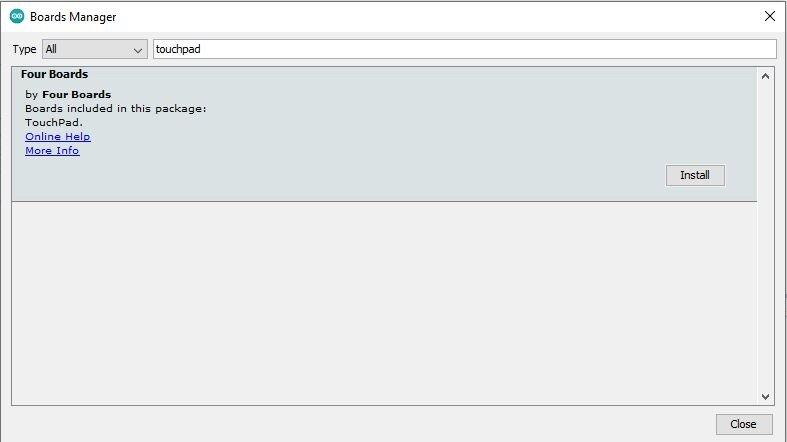 Boards Manager
Type All touchpad
Four Boards
by Four Boards
Boards included in this package:
TouchPad.
Online Help
More Info
Install
Close